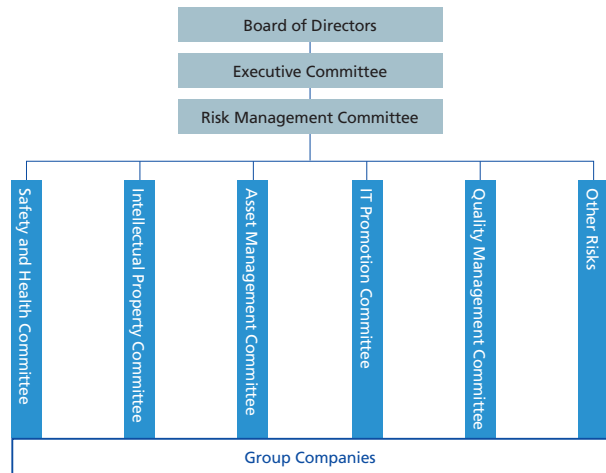 Board of Directors
Executive Committee
Risk Management Committee
Safety and Health Committee
Intellectual Property Committee
Asset Management Committee
IT Promotion Committee
Quality Management Committee
Other Risks
Group Companies